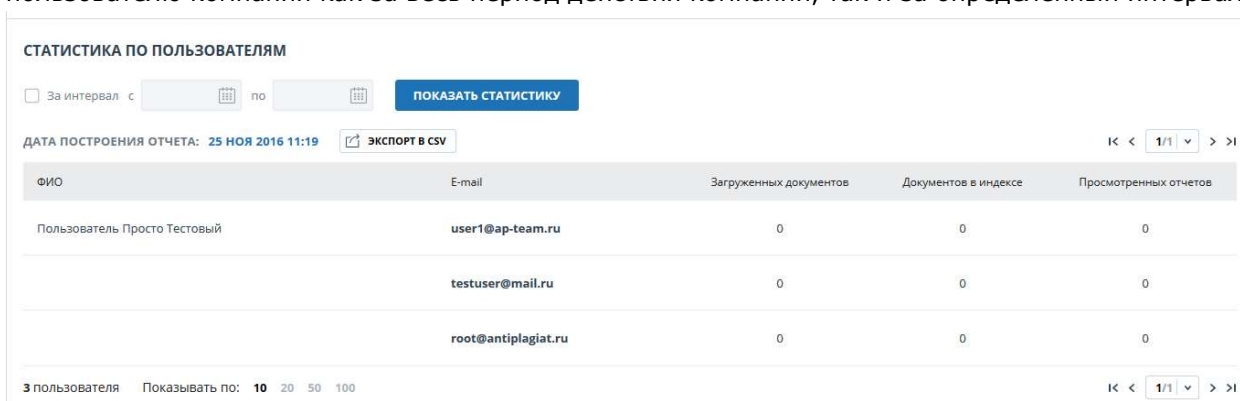 пользователю компании как за весь период действия компании, так и за определенный интервал
СТАТИСТИКА ПО ПОЛЬЗОВАТЕЛЯМ
За интервал с по ПОКАЗАТЬ СТАТИСТИКУ
ДАТА ПОСТРОЕНИЯ ОТЧЕТА: 25 НОЯ 2016 11:19 ЭКСПОРТ В CSV 1/1
ФИО E-mail Загруженных документов Документов в индексе Просмотренных отчетов
Пользователь Просто Тестовый user1@ap-team.ru 0 0 0
testuser@mail.ru 0 0 0
root@antiplagiat.ru 0 0 0
3 пользователя Показывать по: 10 20 50 100 1/1